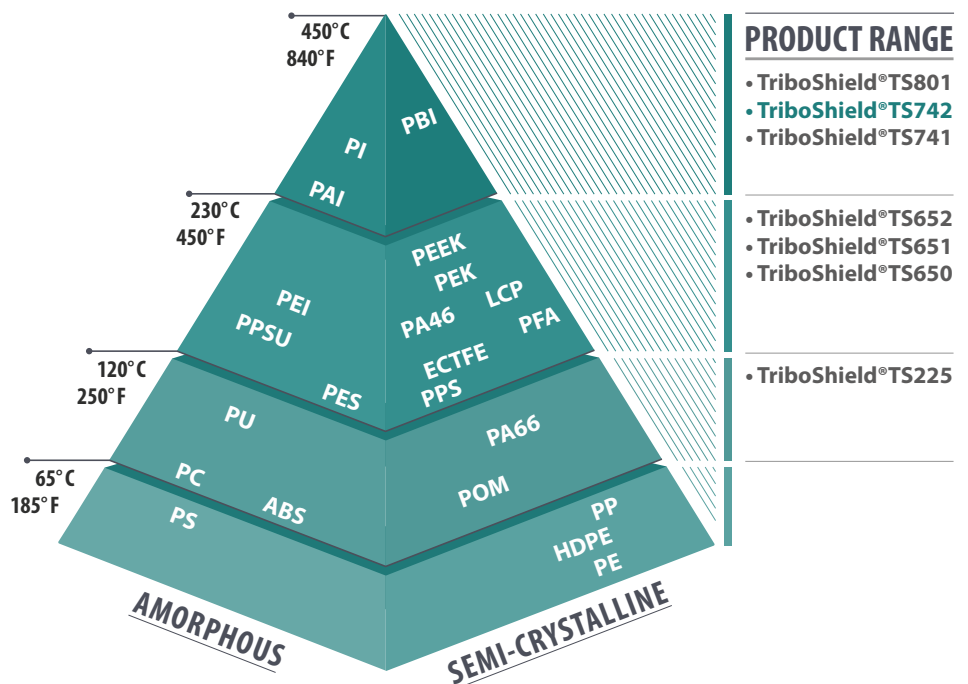 450°C
840°F
PBI
PI
PAI
230°C
450°F
PEEK
PEK
LCP
PEI
PA46
PFA
PPSU
ECTFE
PES
PPS
120°C
250°F
PU
PA66
PC
POM
ABS
65°C
185°F
PS
PP
HDPE
PE
AMORPHOUS
SEMI-CRYSTALLINE
PRODUCT RANGE
• TriboShield®TS801
• TriboShield®TS742
• TriboShield®TS741
• TriboShield®TS652
• TriboShield®TS651
• TriboShield®TS650
• TriboShield®TS225